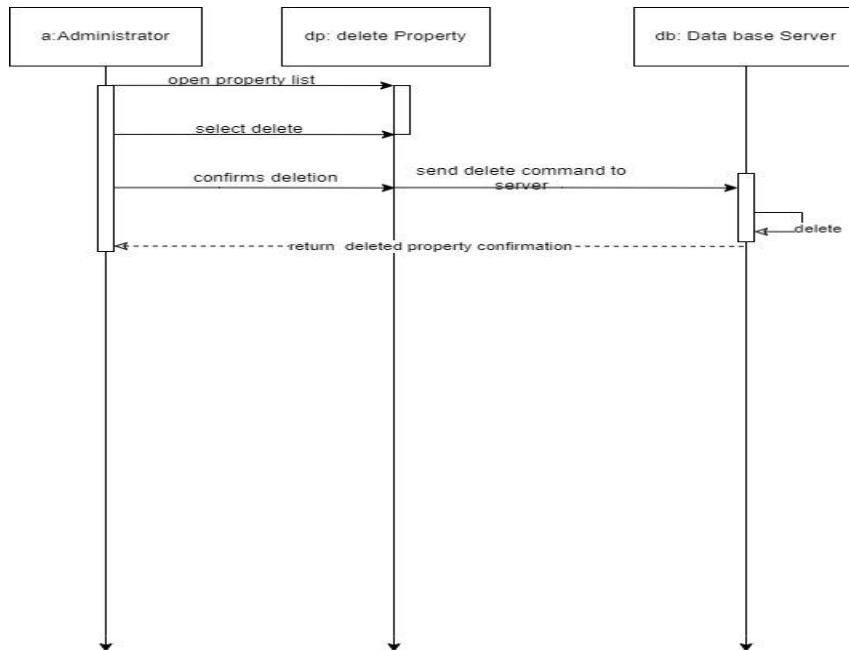 a:Administrator
dp: delete Property
db: Data base Server
open property list
select delete
confirms deletion
send delete command to
server
delete
return deleted property confirmation